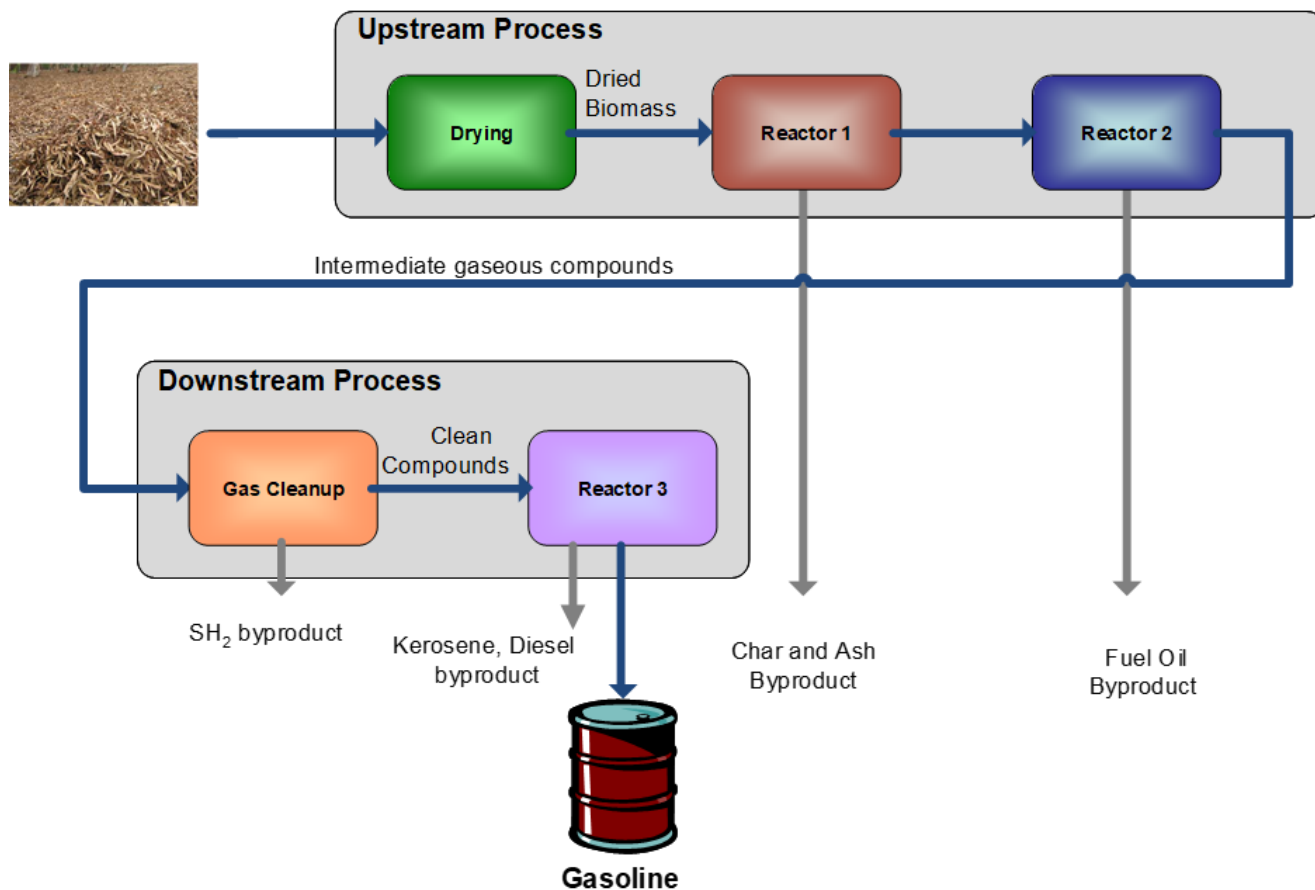 Upstream Process
Drying
Dried
Biomass
Reactor 1
Reactor 2
Intermediate gaseous compounds
Downstream Process
Gas Cleanup
Clean
Compounds
Reactor 3
SH₂ byproduct
Kerosene, Diesel
byproduct
Char and Ash
Byproduct
Fuel Oil
Byproduct
Gasoline